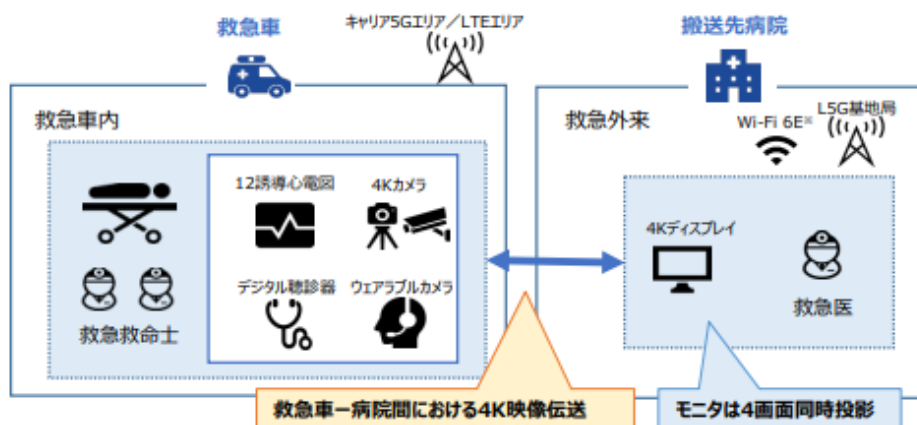 救急車
キャリア5Gエリア／LTEエリア
搬送先病院
救急車内
12誘導心電図
4Kカメラ
デジタル聴診器
ウェアラブルカメラ
救急救命士
救急外来
Wi-Fi 6E※
L5G基地局
4Kディスプレイ
救急医
救急車ー病院間における4K映像伝送
モニタは4画面同時投影